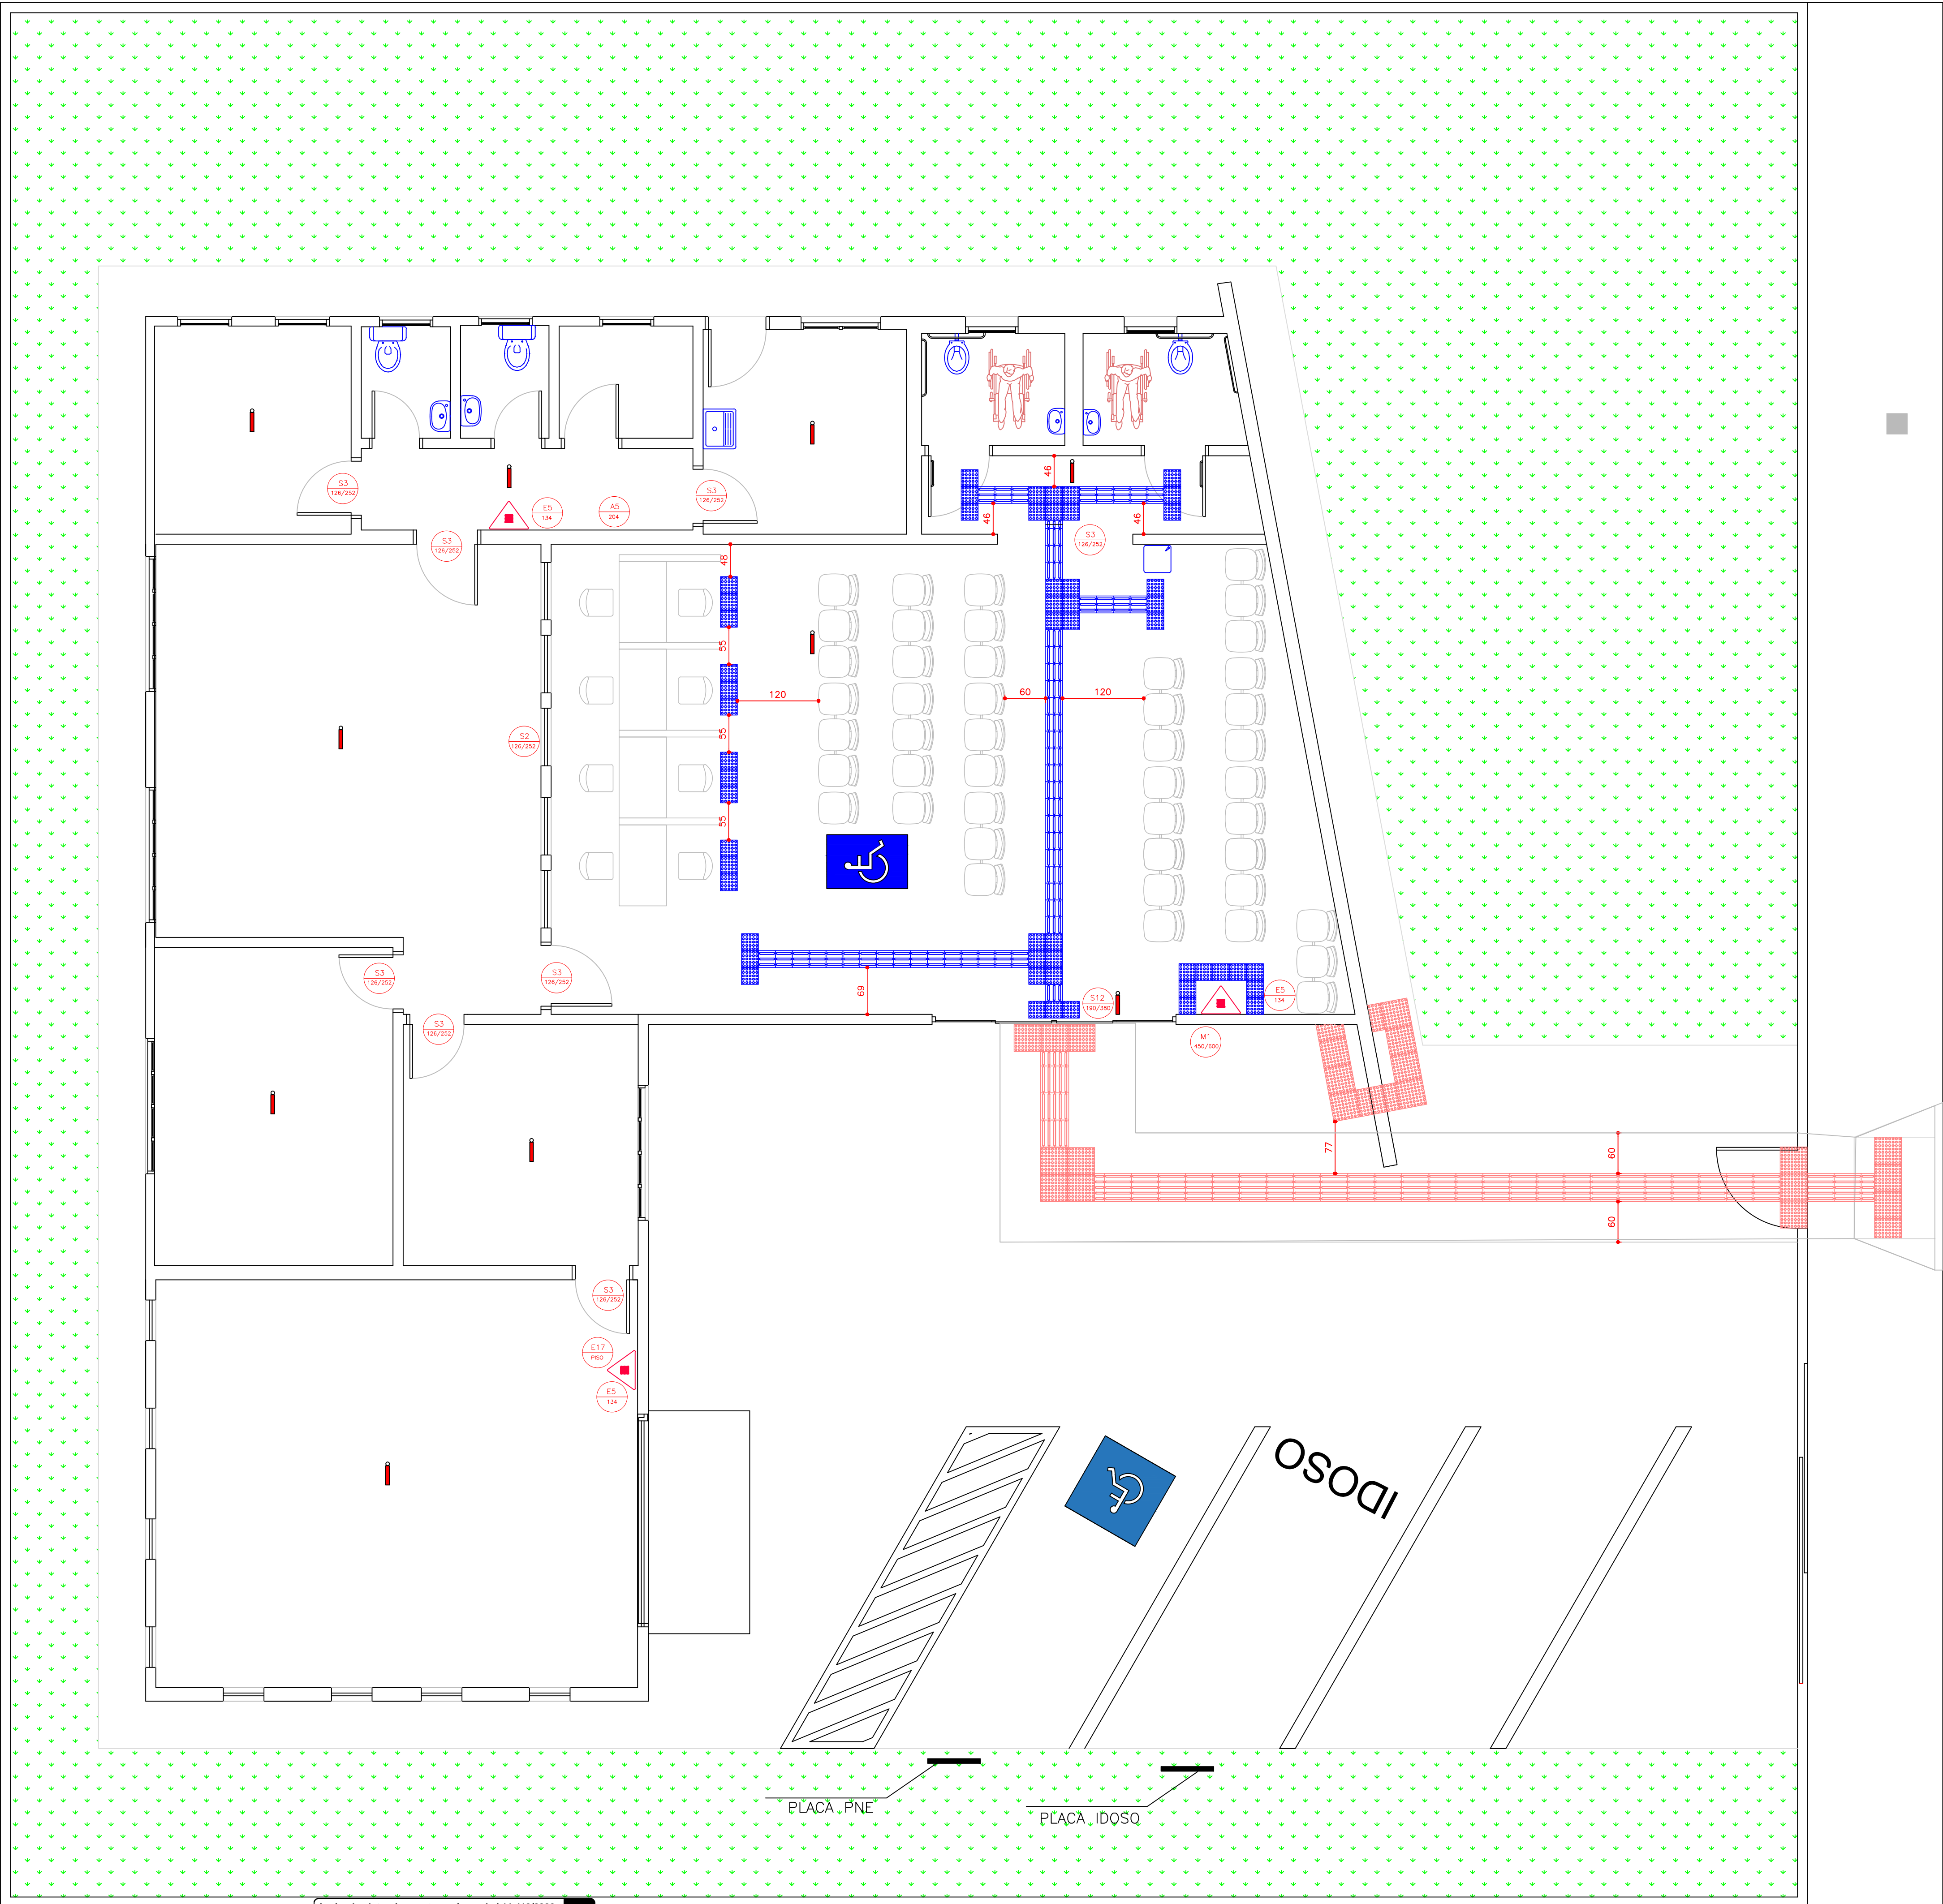 46
S3
126/252
S3
126/252
E5
134
A5
204
46
46
S3
126/252
S3
126/252
48
55
120
60
120
S2
126/252
55
55
S3
126/252
S3
126/252
69
S12
190/380
E5
134
S3
126/252
M1
450/600
77
60
60
S3
126/252
E17
PISO
E5
134
IDOSO
PLACA PNE
PLACA IDOSO